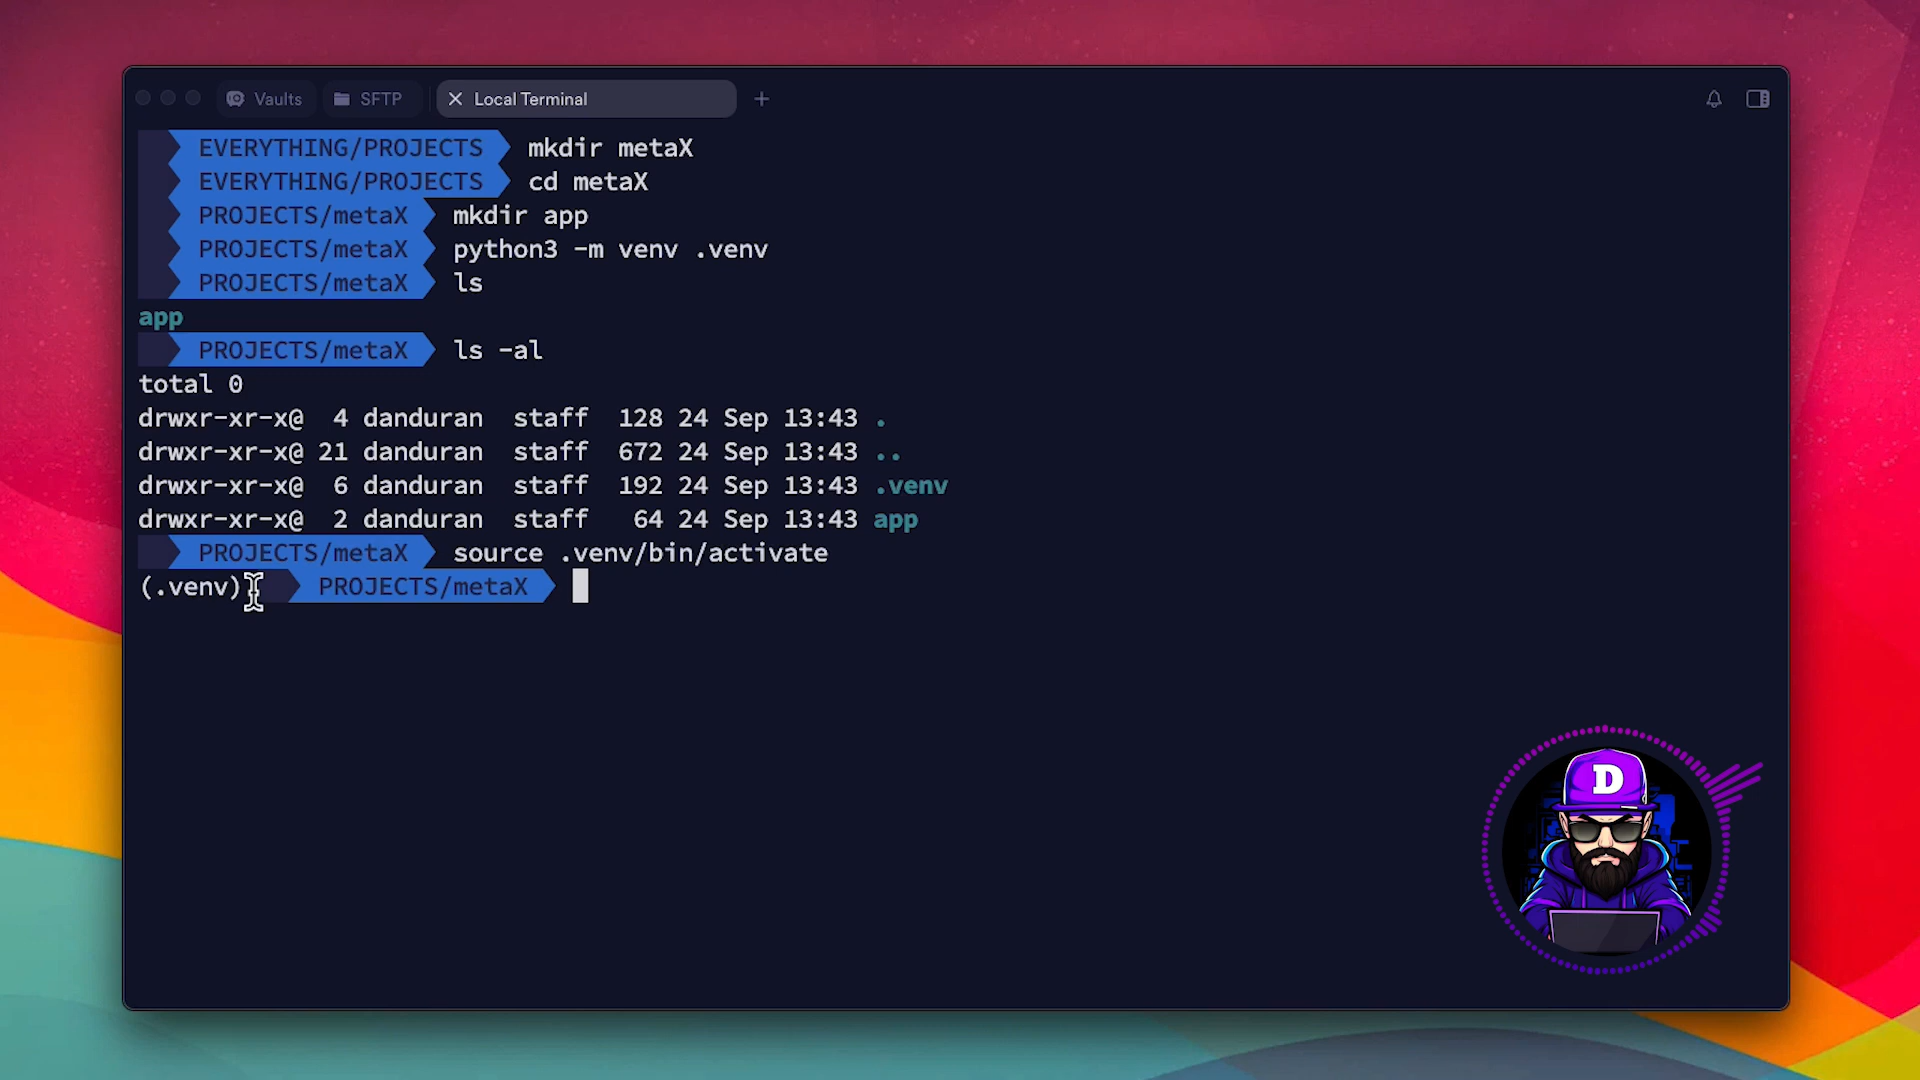 Vaults SFTP Local Terminal
EVERYTHING/PROJECTS mkdir metaX
EVERYTHING/PROJECTS cd metaX
PROJECTS/metaX mkdir app
PROJECTS/metaX python3 -m venv .venv
PROJECTS/metaX ls
app
PROJECTS/metaX ls -al
total 0
drwxr-xr-x@ 4 danduran staff 128 24 Sep 13:43 .
drwxr-xr-x@ 21 danduran staff 672 24 Sep 13:43 ..
drwxr-xr-x@ 6 danduran staff 192 24 Sep 13:43 .venv
drwxr-xr-x@ 2 danduran staff 64 24 Sep 13:43 app
PROJECTS/metaX source .venv/bin/activate
(.venv) PROJECTS/metaX
D